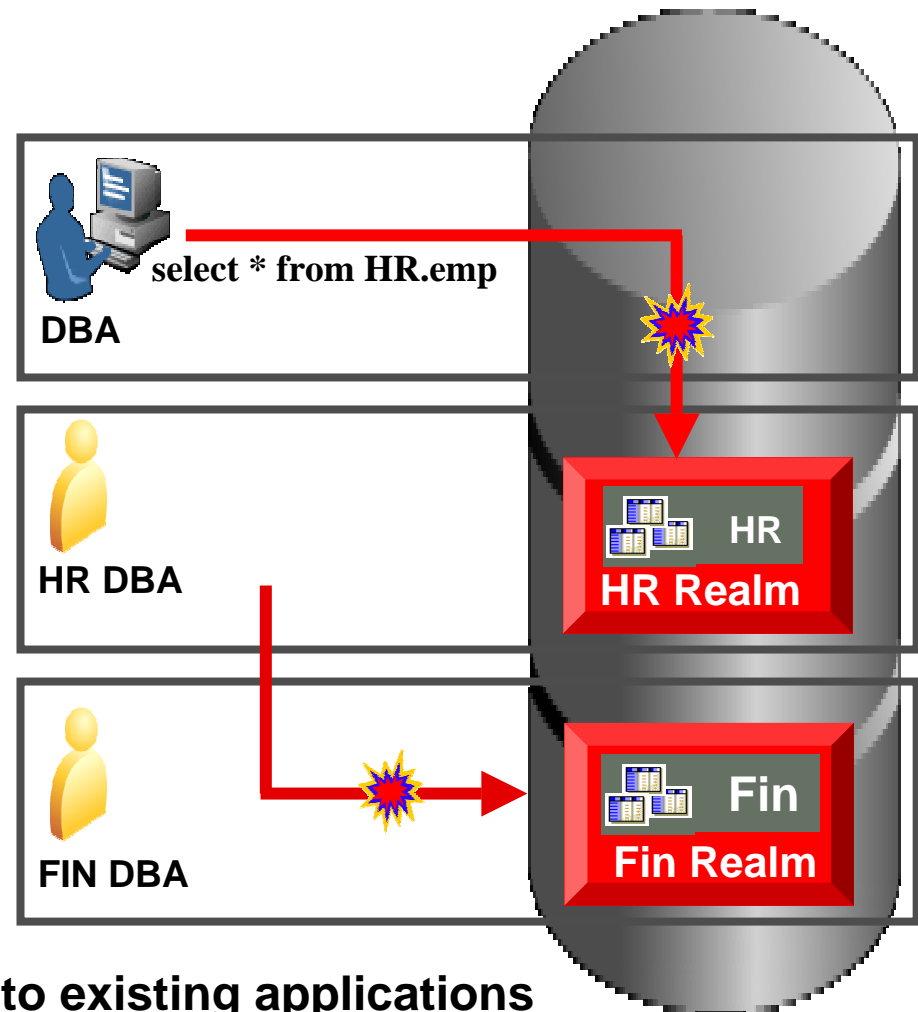 select * from HR.emp
DBA
HR
HR DBA
HR Realm
Fin
Fin Realm
FIN DBA
to existing applications